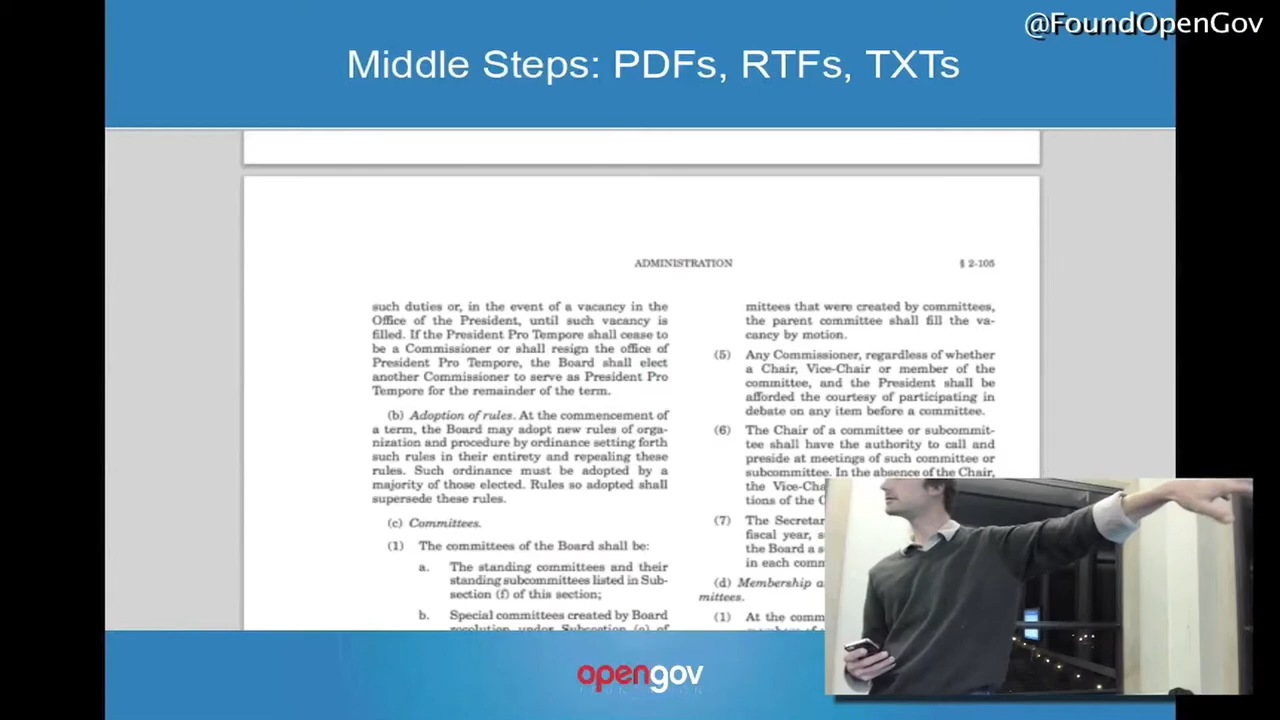 @FoundOpenGov
Middle Steps: PDFs, RTFs, TXTs
ADMINISTRATION
§ 2-105
such duties or, in the event of a vacancy in the
Office of the President, until such vacancy is
filled. If the President Pro Tempore shall cease to
be a Commissioner or shall resign the office of
President Pro Tempore, the Board shall elect
another Commissioner to serve as President Pro
Tempore for the remainder of the term.
(b) Adoption of rules. At the commencement of
a term, the Board may adopt new rules of orga-
nization and procedure by ordinance setting forth
such rules in their entirety and repealing these
rules. Such ordinance must be adopted by a
majority of those elected. Rules so adopted shall
supersede these rules.
(c) Committees.
(1) The committees of the Board shall be:
a. The standing committees and their
standing subcommittees listed in Sub-
section (f) of this section;
b. Special committees created by Board
resolution under Subsection (e) of
mittees that were created by committees,
the parent committee shall fill the va-
cancy by motion.
(5) Any Commissioner, regardless of whether
a Chair, Vice-Chair or member of the
committee, and the President shall be
afforded the courtesy of participating in
debate on any item before a committee.
(6) The Chair of a committee or subcommit-
tee shall have the authority to call and
preside at meetings of such committee or
subcommittee. In the absence of the Chair,
the Vice-Cha
tions of the C
(7) The Secretar
fiscal year, s
the Board a s
in each comm
(d) Membership a
mittees.
(1) At the comm
opengov
FOUNDATION